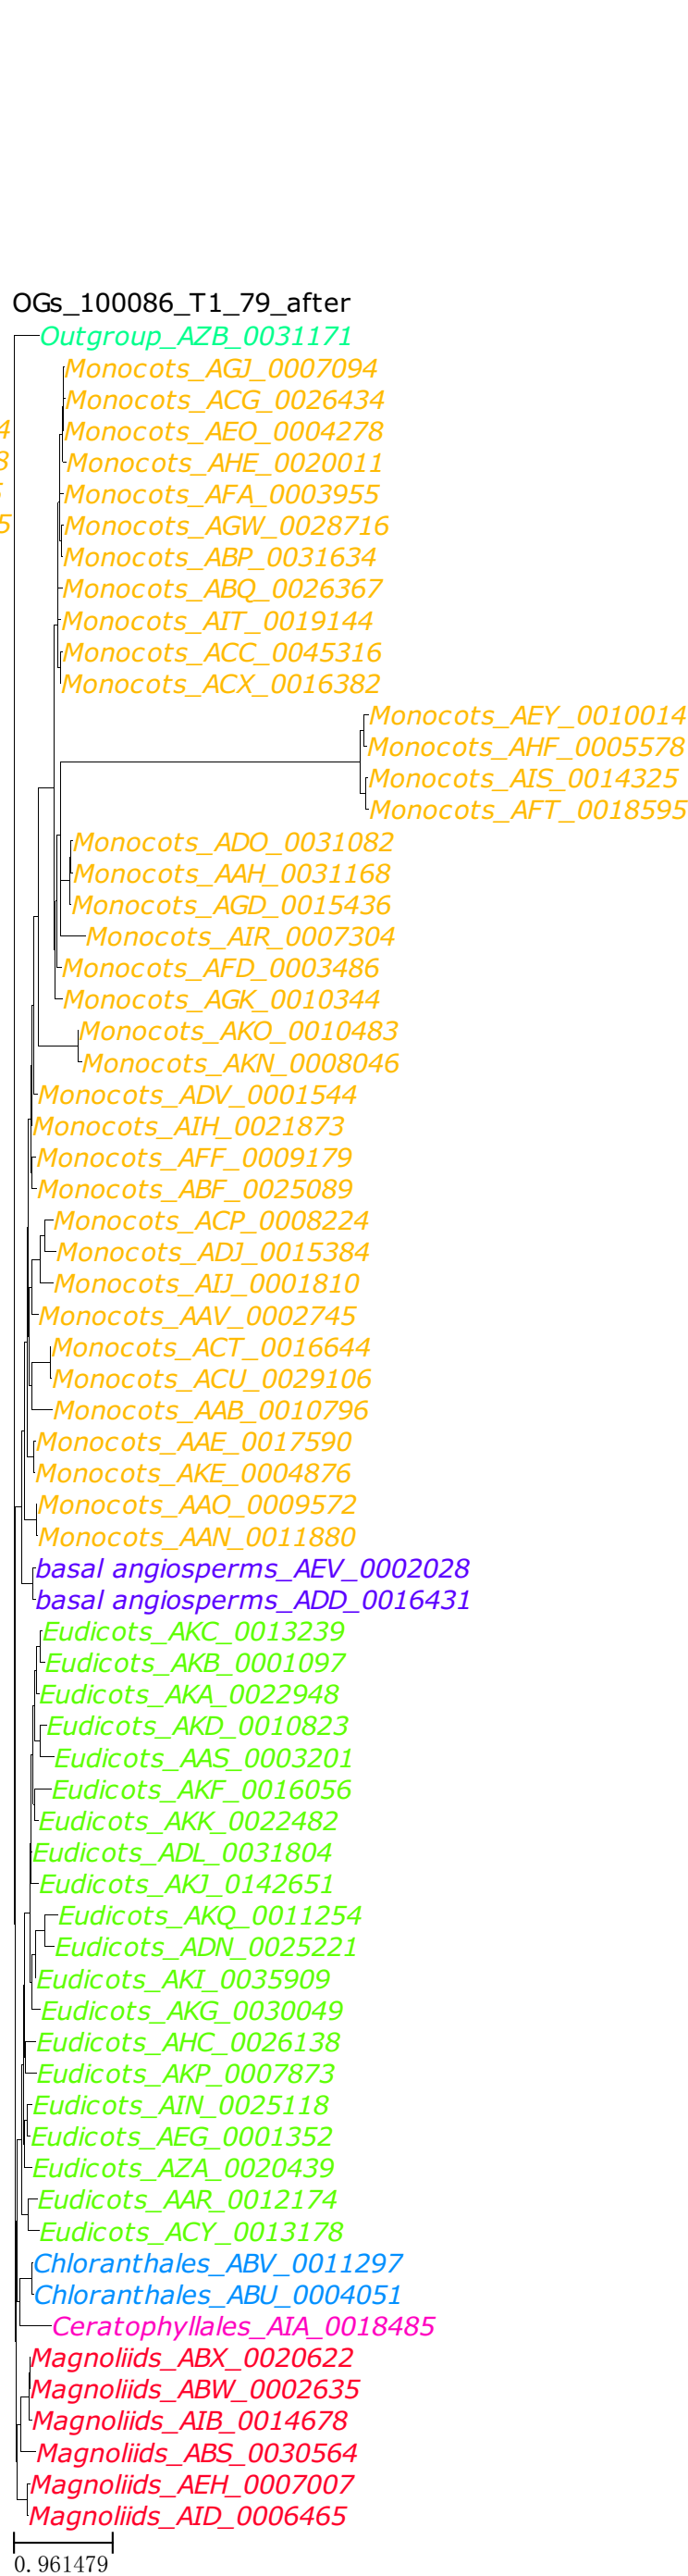 OGs_100086_T1_79_after
Outgroup_AZB_0031171
Monocots_AGJ_0007094
Monocots_ACG_0026434
4
Monocots_AEO_0004278
8
Monocots_AHE_0020011
Monocots_AFA_0003955
5
Monocots_AGW_0028716
Monocots_ABP_0031634
Monocots_ABQ_0026367
Monocots_AIT_0019144
Monocots_ACC_0045316
Monocots_ACX_0016382
Monocots_AEY_0010014
Monocots_AHF_0005578
Monocots_AIS_0014325
Monocots_AFT_0018595
Monocots_ADO_0031082
Monocots_AAH_0031168
Monocots_AGD_0015436
Monocots_AIR_0007304
Monocots_AFD_0003486
Monocots_AGK_0010344
Monocots_AKO_0010483
Monocots_AKN_0008046
Monocots_ADV_0001544
Monocots_AIH_0021873
Monocots_AFF_0009179
Monocots_ABF_0025089
Monocots_ACP_0008224
Monocots_ADJ_0015384
Monocots_AIJ_0001810
Monocots_AAV_0002745
Monocots_ACT_0016644
Monocots_ACU_0029106
Monocots_AAB_0010796
Monocots_AAE_0017590
Monocots_AKE_0004876
Monocots_AAO_0009572
Monocots_AAN_0011880
basal angiosperms_AEV_0002028
basal angiosperms_ADD_0016431
Eudicots_AKC_0013239
Eudicots_AKB_0001097
Eudicots_AKA_0022948
Eudicots_AKD_0010823
Eudicots_AAS_0003201
Eudicots_AKF_0016056
Eudicots_AKK_0022482
Eudicots_ADL_0031804
Eudicots_AKJ_0142651
Eudicots_AKQ_0011254
Eudicots_ADN_0025221
Eudicots_AKI_0035909
Eudicots_AKG_0030049
Eudicots_AHC_0026138
Eudicots_AKP_0007873
Eudicots_AIN_0025118
Eudicots_AEG_0001352
Eudicots_AZA_0020439
Eudicots_AAR_0012174
Eudicots_ACY_0013178
Chloranthales_ABV_0011297
Chloranthales_ABU_0004051
Ceratophyllales_AIA_0018485
Magnoliids_ABX_0020622
Magnoliids_ABW_0002635
Magnoliids_AIB_0014678
Magnoliids_ABS_0030564
Magnoliids_AEH_0007007
Magnoliids_AID_0006465
0.961479